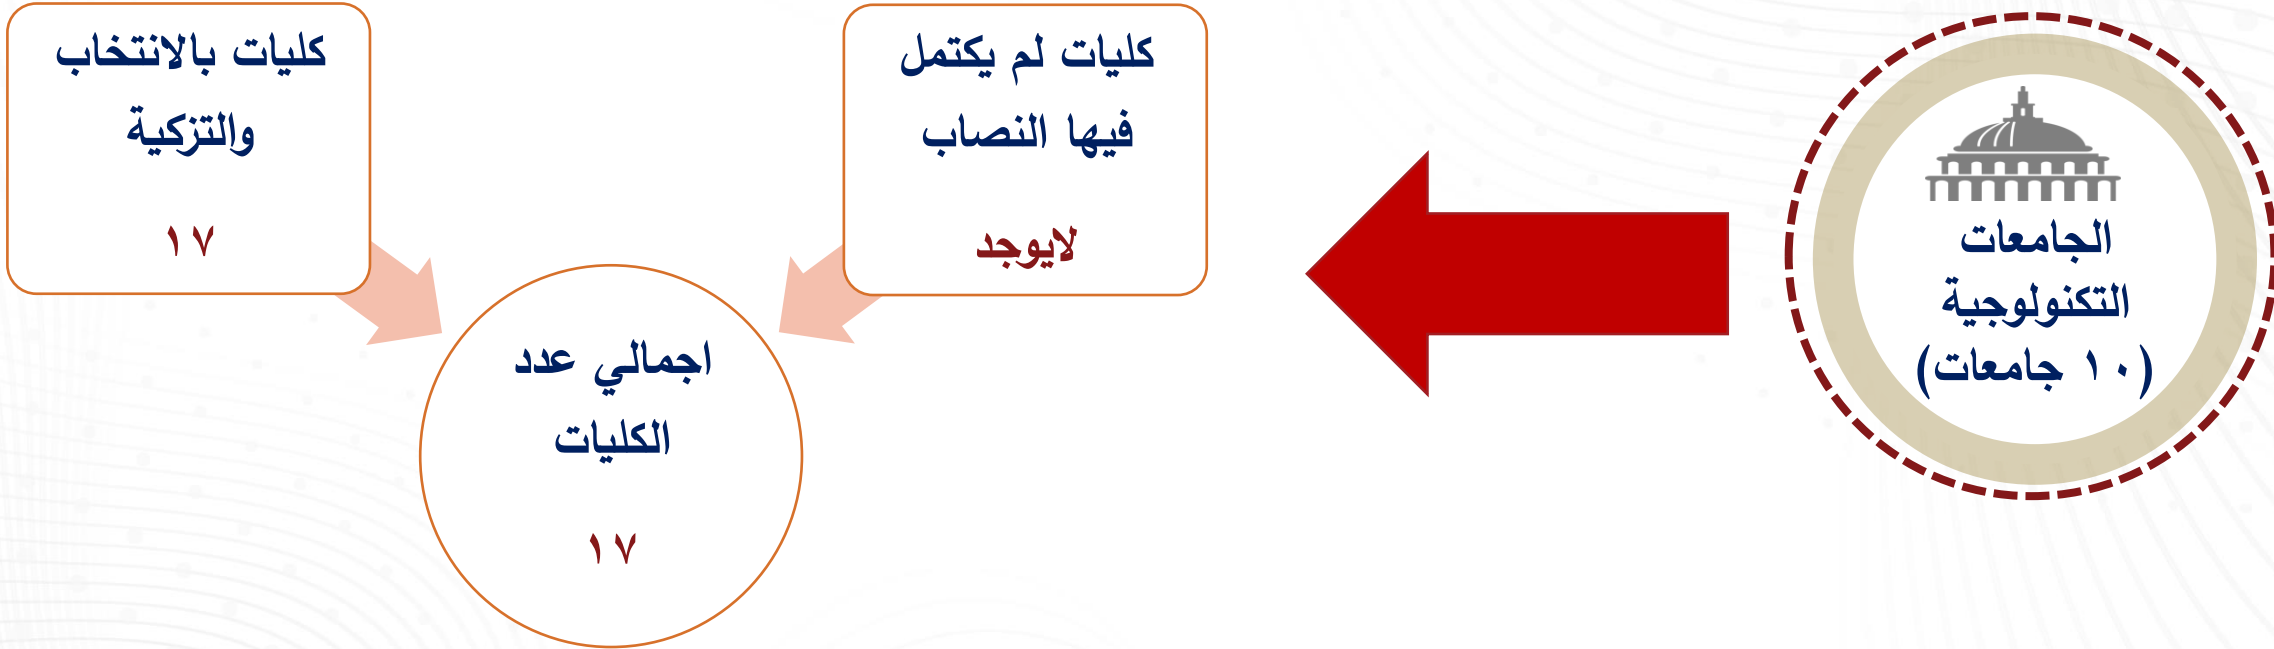 الجامعات
التكنولوجية
(١٠ جامعات)
كليات لم يكتمل
فيها النصاب
لايوجد
كليات بالانتخاب
والتزكية
١٧
اجمالي عدد
الكليات
١٧